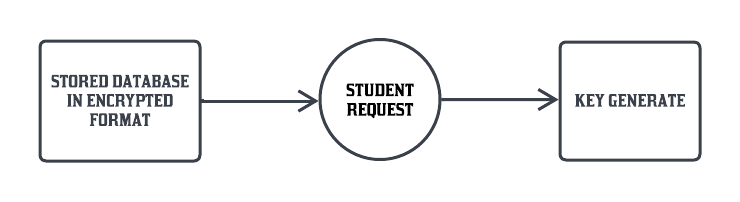 STORED DATABASE
IN ENCRYPTED
FORMAT
STUDENT
REQUEST
KEY GENERATE